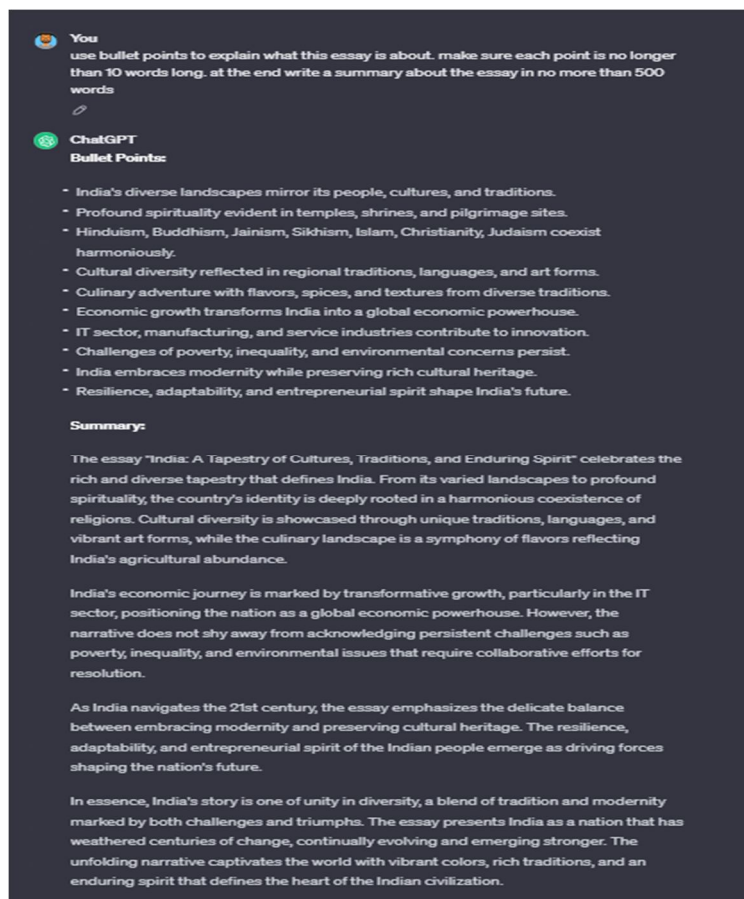 You
use bullet points to explain what this essay is about. make sure each point is no longer
than 10 words long. at the end write a summary about the essay in no more than 500
words
ChatGPT
Bullet Points:
- India's diverse landscapes mirror its people, cultures, and traditions.
- Profound spirituality evident in temples, shrines, and pilgrimage sites.
- Hinduism, Buddhism, Jainism, Sikhism, Islam, Christianity, Judaism coexist
harmoniously.
- Cultural diversity reflected in regional traditions, languages, and art forms.
- Culinary adventure with flavors, spices, and textures from diverse traditions.
- Economic growth transforms India into a global economic powerhouse.
- IT sector, manufacturing, and service industries contribute to innovation.
- Challenges of poverty, inequality, and environmental concerns persist.
- India embraces modernity while preserving rich cultural heritage.
- Resilience, adaptability, and entrepreneurial spirit shape India's future.
Summary:
The essay "India: A Tapestry of Cultures, Traditions, and Enduring Spirit" celebrates the
rich and diverse tapestry that defines India. From its varied landscapes to profound
spirituality, the country's identity is deeply rooted in a harmonious coexistence of
religions. Cultural diversity is showcased through unique traditions, languages, and
vibrant art forms, while the culinary landscape is a symphony of flavors reflecting
India's agricultural abundance.
India's economic journey is marked by transformative growth, particularly in the IT
sector, positioning the nation as a global economic powerhouse. However, the
narrative does not shy away from acknowledging persistent challenges such as
poverty, inequality, and environmental issues that require collaborative efforts for
resolution.
As India navigates the 21st century, the essay emphasizes the delicate balance
between embracing modernity and preserving cultural heritage. The resilience,
adaptability, and entrepreneurial spirit of the Indian people emerge as driving forces
shaping the nation's future.
In essence, India's story is one of unity in diversity, a blend of tradition and modernity
marked by both challenges and triumphs. The essay presents India as a nation that has
weathered centuries of change, continually evolving and emerging stronger. The
unfolding narrative captivates the world with vibrant colors, rich traditions, and an
enduring spirit that defines the heart of the Indian civilization.